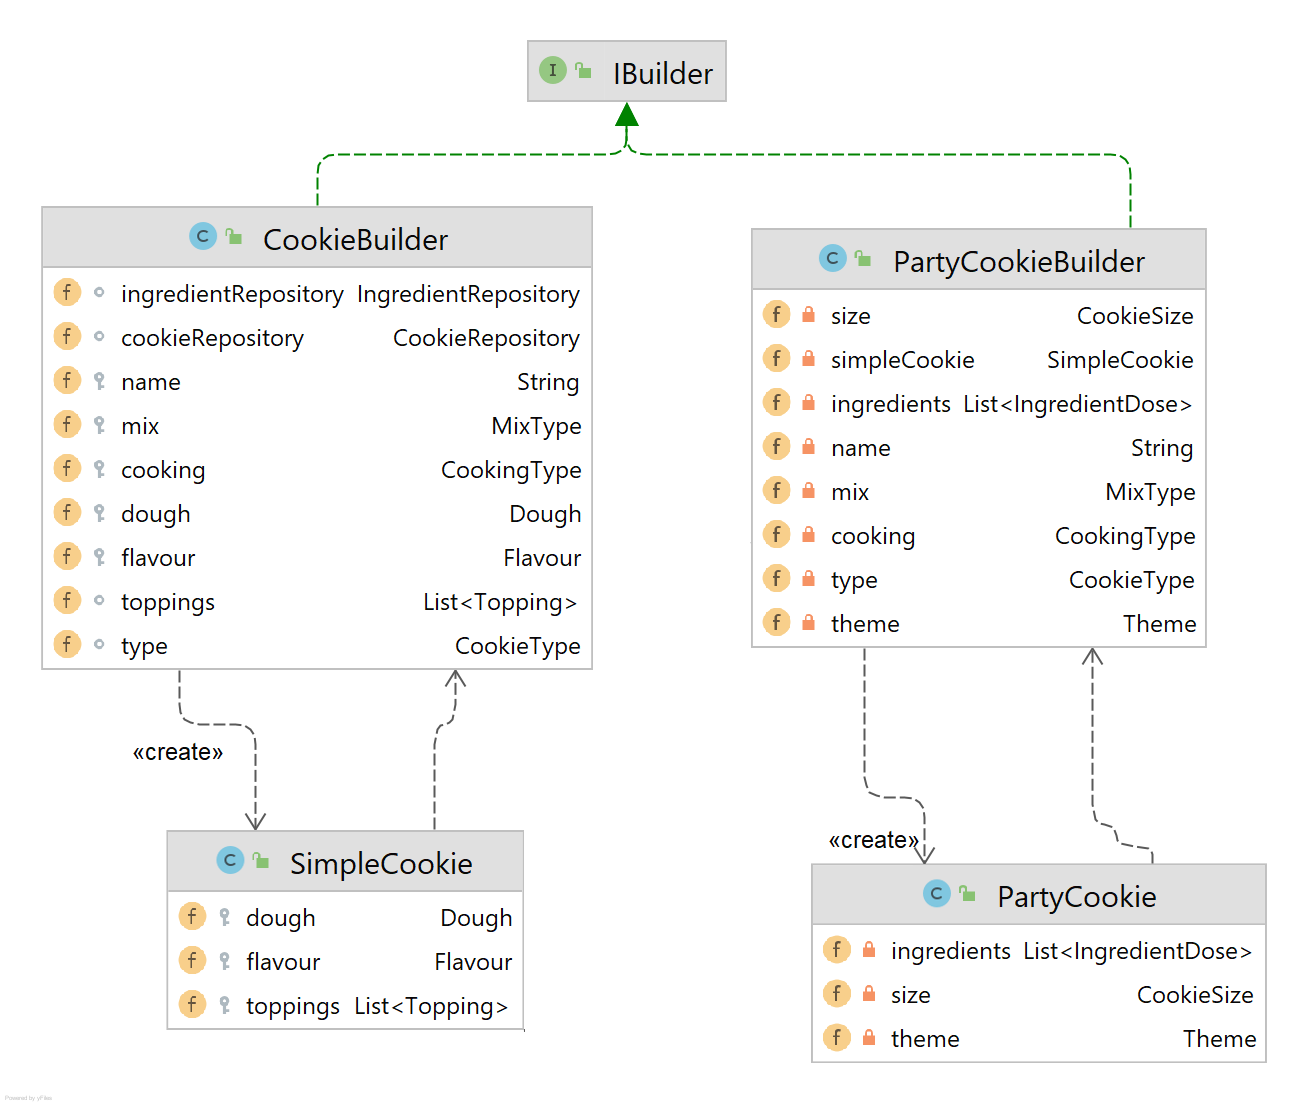 I IBuilder
C CookieBuilder
f ingredientRepository IngredientRepository
f cookieRepository CookieRepository
f name String
f mix MixType
f cooking CookingType
f dough Dough
f flavour Flavour
f toppings List<Topping>
f type CookieType
C PartyCookieBuilder
f size CookieSize
f simpleCookie SimpleCookie
f ingredients List<IngredientDose>
f name String
f mix MixType
f cooking CookingType
f type CookieType
f theme Theme
«create»
«create»
C SimpleCookie
f dough Dough
f flavour Flavour
f toppings List<Topping>
C PartyCookie
f ingredients List<IngredientDose>
f size CookieSize
f theme Theme
Powered by yFiles